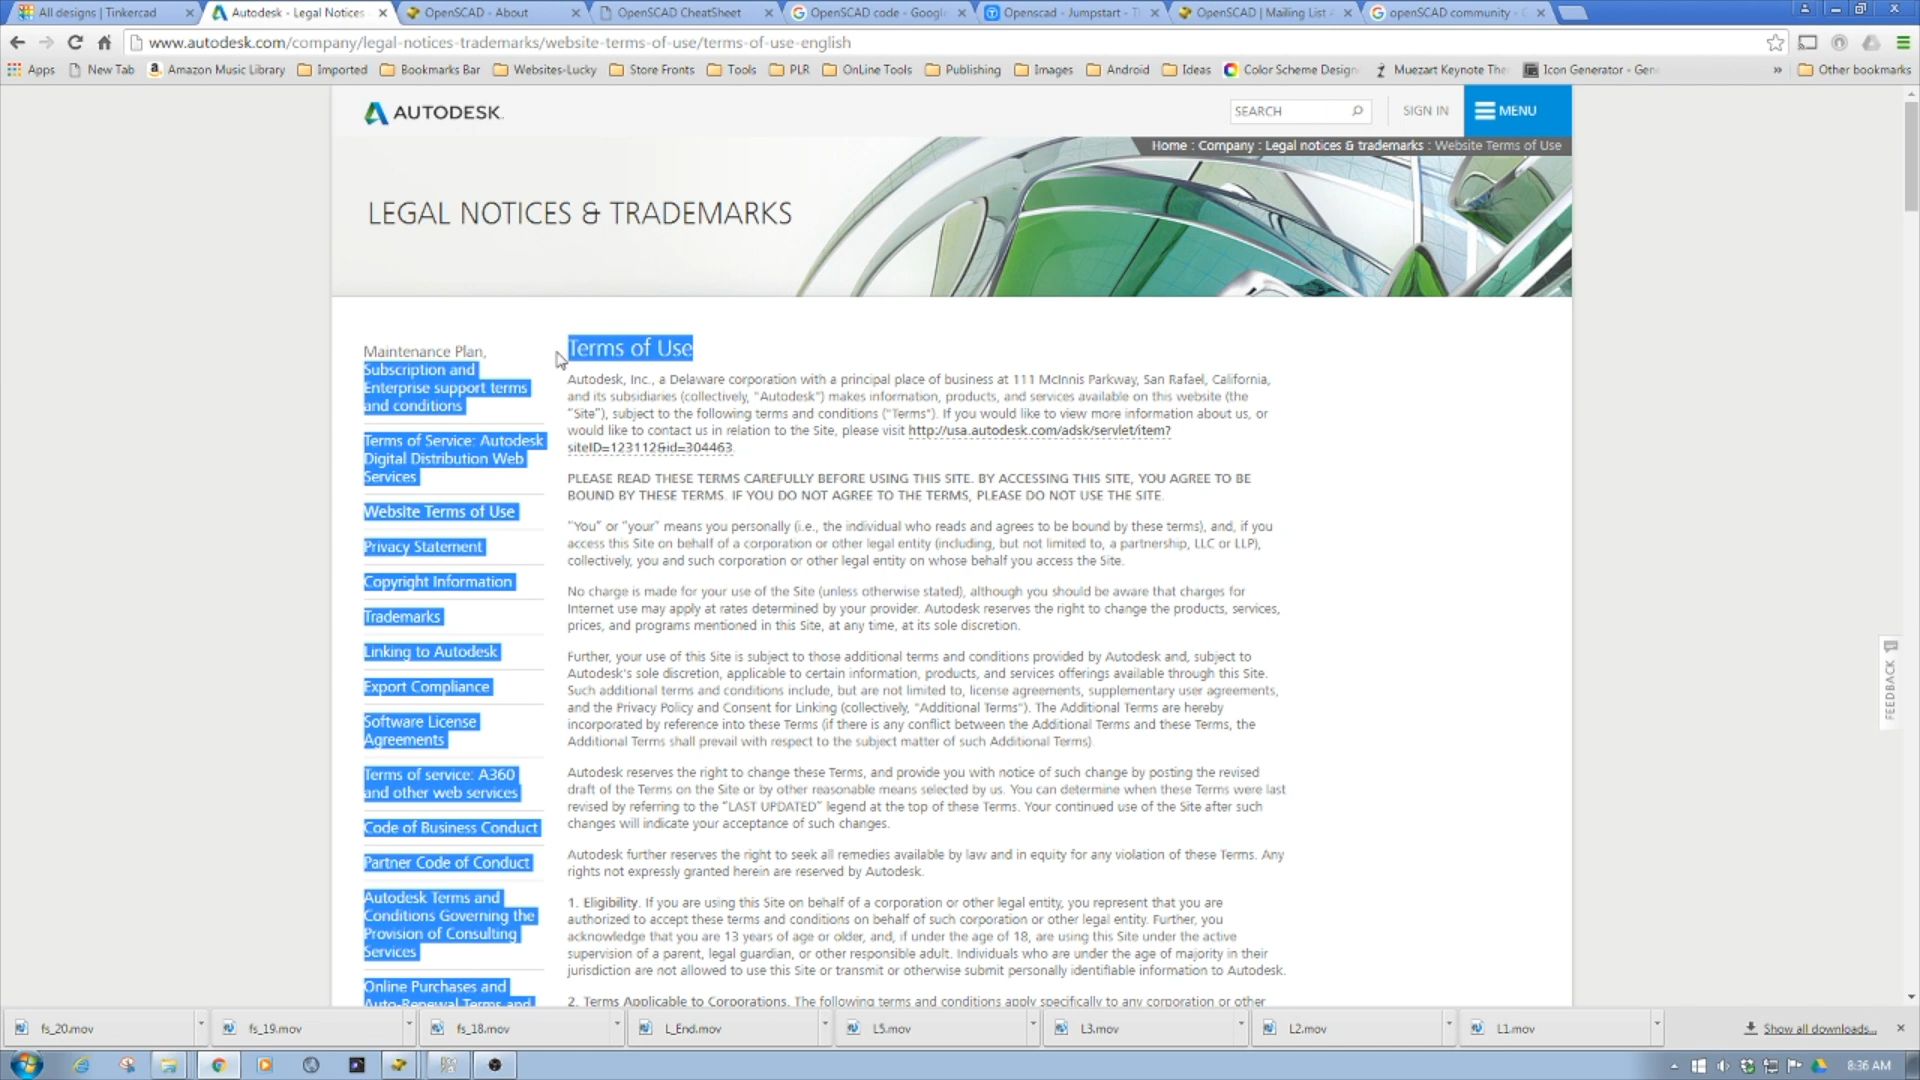 All designs | Tinkercad
Autodesk - Legal Notices
OpenSCAD - About
OpenSCAD CheatSheet
OpenSCAD code - Google
Openscad - Jumpstart - T
OpenSCAD | Mailing List
openSCAD community -
www.autodesk.com/company/legal-notices-trademarks/website-terms-of-use/terms-of-use-english
Apps
New Tab
Amazon Music Library
Imported
Bookmarks Bar
Websites-Lucky
Store Fronts
Tools
PLR
OnLine Tools
Publishing
Images
Android
Ideas
Color Scheme Design
Muezart Keynote The
Icon Generator - Gen
»
Other bookmarks
AUTODESK.
SEARCH
SIGN IN
MENU
Home : Company : Legal notices & trademarks : Website Terms of Use
LEGAL NOTICES & TRADEMARKS
Maintenance Plan,
Subscription and
Enterprise support terms
and conditions
Terms of Service: Autodesk
Digital Distribution Web
Services
Website Terms of Use
Privacy Statement
Copyright Information
Trademarks
Linking to Autodesk
Export Compliance
Software License
Agreements
Terms of service: A360
and other web services
Code of Business Conduct
Partner Code of Conduct
Autodesk Terms and
Conditions Governing the
Provision of Consulting
Services
Online Purchases and
Auto-Renewal Terms and
Terms of Use
Autodesk, Inc., a Delaware corporation with a principal place of business at 111 McInnis Parkway, San Rafael, California,
and its subsidiaries (collectively, "Autodesk") makes information, products, and services available on this website (the
"Site"), subject to the following terms and conditions ("Terms"). If you would like to view more information about us, or
would like to contact us in relation to the Site, please visit http://usa.autodesk.com/adsk/servlet/item?
siteID=123112&id=304463.
PLEASE READ THESE TERMS CAREFULLY BEFORE USING THIS SITE. BY ACCESSING THIS SITE, YOU AGREE TO BE
BOUND BY THESE TERMS. IF YOU DO NOT AGREE TO THE TERMS, PLEASE DO NOT USE THE SITE.
"You" or "your" means you personally (i.e., the individual who reads and agrees to be bound by these terms), and, if you
access this Site on behalf of a corporation or other legal entity (including, but not limited to, a partnership, LLC or LLP),
collectively, you and such corporation or other legal entity on whose behalf you access the Site.
No charge is made for your use of the Site (unless otherwise stated), although you should be aware that charges for
Internet use may apply at rates determined by your provider. Autodesk reserves the right to change the products, services,
prices, and programs mentioned in this Site, at any time, at its sole discretion.
Further, your use of this Site is subject to those additional terms and conditions provided by Autodesk and, subject to
Autodesk's sole discretion, applicable to certain information, products, and services offerings available through this Site.
Such additional terms and conditions include, but are not limited to, license agreements, supplementary user agreements,
and the Privacy Policy and Consent for Linking (collectively, "Additional Terms"). The Additional Terms are hereby
incorporated by reference into these Terms (if there is any conflict between the Additional Terms and these Terms, the
Additional Terms shall prevail with respect to the subject matter of such Additional Terms).
Autodesk reserves the right to change these Terms, and provide you with notice of such change by posting the revised
draft of the Terms on the Site or by other reasonable means selected by us. You can determine when these Terms were last
revised by referring to the "LAST UPDATED" legend at the top of these Terms. Your continued use of the Site after such
changes will indicate your acceptance of such changes.
Autodesk further reserves the right to seek all remedies available by law and in equity for any violation of these Terms. Any
rights not expressly granted herein are reserved by Autodesk.
1. Eligibility. If you are using this Site on behalf of a corporation or other legal entity, you represent that you are
authorized to accept these terms and conditions on behalf of such corporation or other legal entity. Further, you
acknowledge that you are 13 years of age or older, and, if under the age of 18, are using this Site under the active
supervision of a parent, legal guardian, or other responsible adult. Individuals who are under the age of majority in their
jurisdiction are not allowed to use this Site or transmit or otherwise submit personally identifiable information to Autodesk.
2. Terms Applicable to Corporations. The following terms and conditions apply specifically to any corporation or other
FEEDBACK
fs_20.mov
fs_19.mov
fs_18.mov
L_End.mov
L5.mov
L3.mov
L2.mov
L1.mov
Show all downloads...
8:36 AM